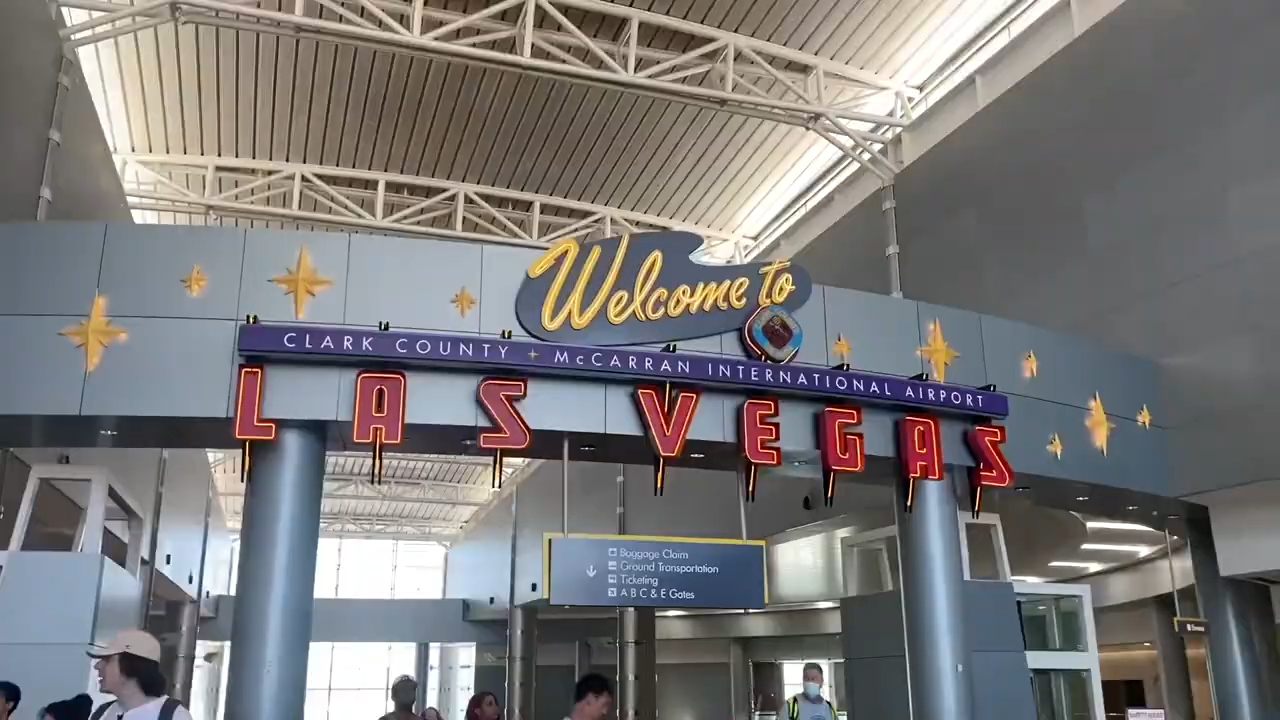 Welcome to
CLARK COUNTY McCARRAN INTERNATIONAL AIRPORT
LAS VEGAS
Baggage Claim
Ground Transportation
Ticketing
A B C & E Gates